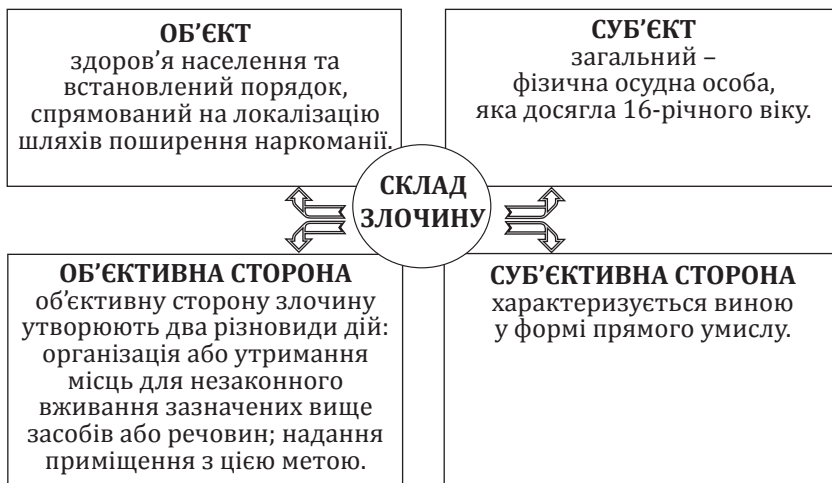 ОБ’ЄКТ
здоров’я населення та
встановлений порядок,
спрямований на локалізацію
шляхів поширення наркоманії.
СУБ’ЄКТ
загальний –
фізична осудна особа,
яка досягла 16-річного віку.
СКЛАД
ЗЛОЧИНУ
ОБ’ЄКТИВНА СТОРОНА
об’єктивну сторону злочину
утворюють два різновиди дій:
організація або утримання
місць для незаконного
вживання зазначених вище
засобів або речовин; надання
приміщення з цією метою.
СУБ’ЄКТИВНА СТОРОНА
характеризується виною
у формі прямого умислу.